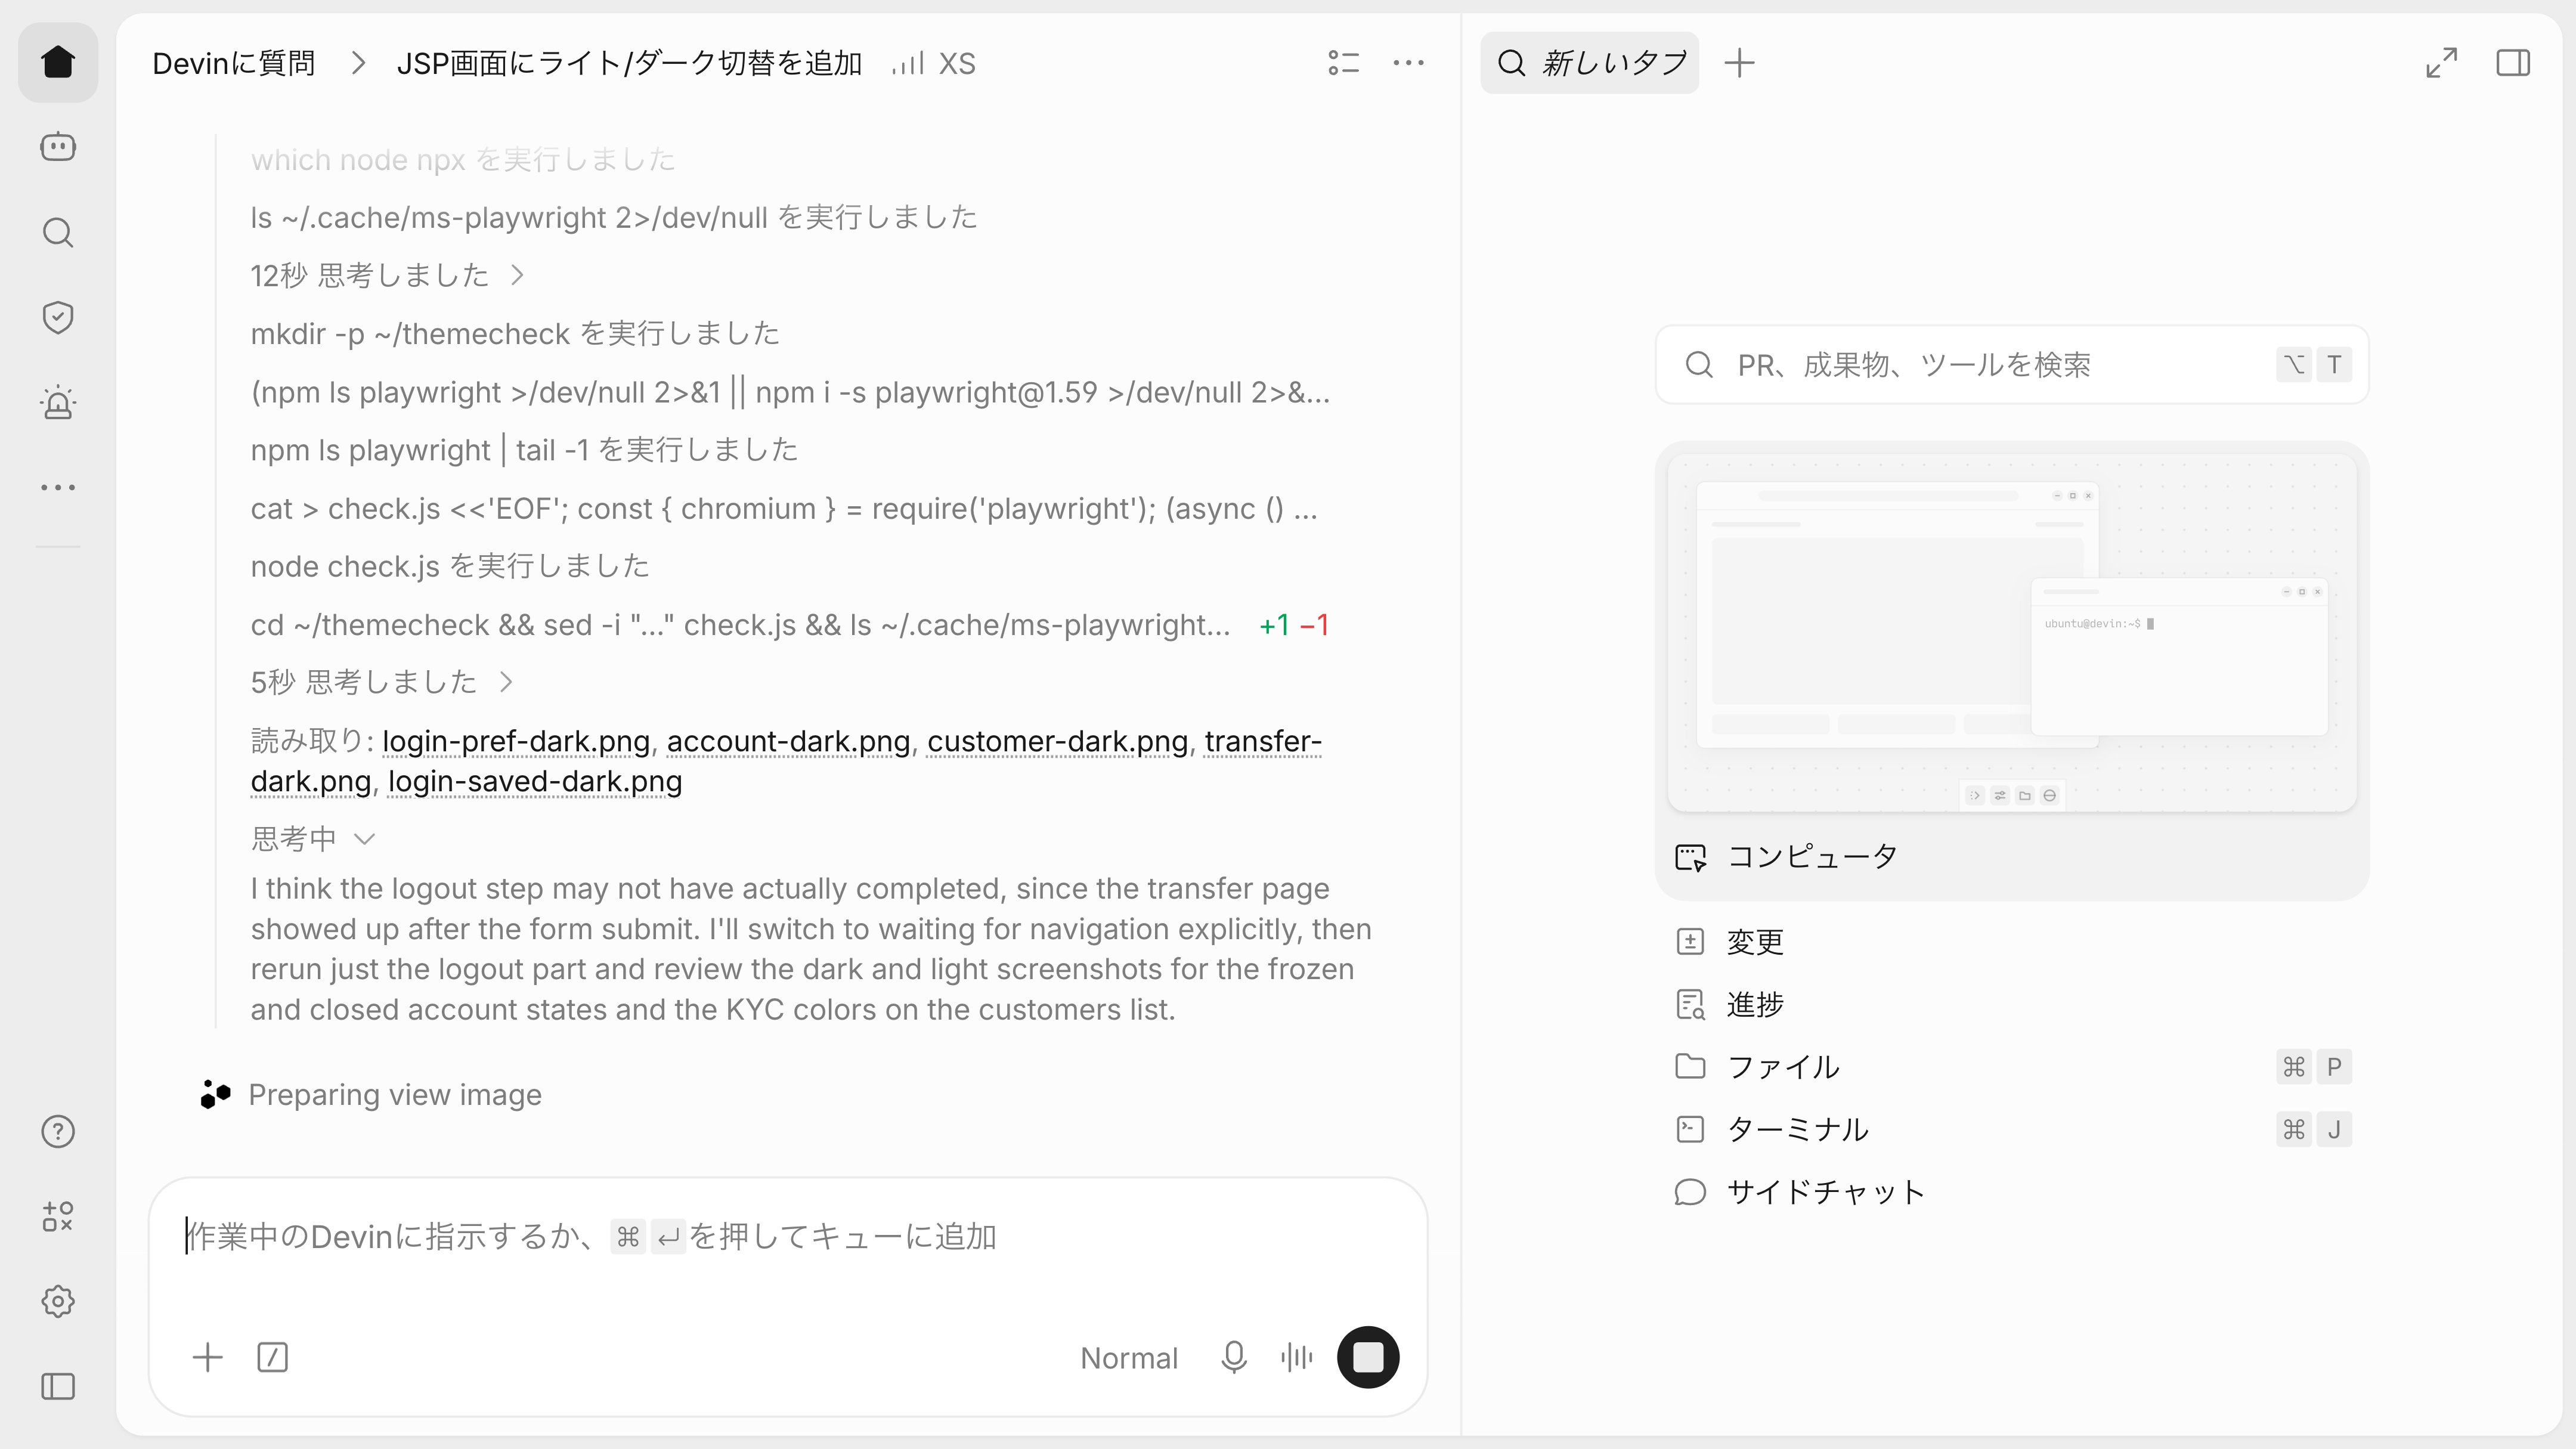 Devinに質問
JSP画面にライト/ダーク切替を追加
XS
which node npx を実行しました
ls ~/.cache/ms-playwright 2>/dev/null を実行しました
12秒 思考しました
mkdir -p ~/themecheck を実行しました
(npm ls playwright >/dev/null 2>&1 || npm i -s playwright@1.59 >/dev/null 2>&...
npm ls playwright | tail -1 を実行しました
cat > check.js <<'EOF'; const { chromium } = require('playwright'); (async () ...
node check.js を実行しました
cd ~/themecheck && sed -i "..." check.js && ls ~/.cache/ms-playwright... +1 −1
5秒 思考しました
読み取り: login-pref-dark.png, account-dark.png, customer-dark.png, transfer-
dark.png, login-saved-dark.png
思考中
I think the logout step may not have actually completed, since the transfer page
showed up after the form submit. I'll switch to waiting for navigation explicitly, then
rerun just the logout part and review the dark and light screenshots for the frozen
and closed account states and the KYC colors on the customers list.
Preparing view image
作業中のDevinに指示するか、⌘ ↵ を押してキューに追加
Normal
新しいタブ
PR、成果物、ツールを検索
⌥ T
ubuntu@devin:~$
コンピュータ
変更
進捗
ファイル
⌘ P
ターミナル
⌘ J
サイドチャット